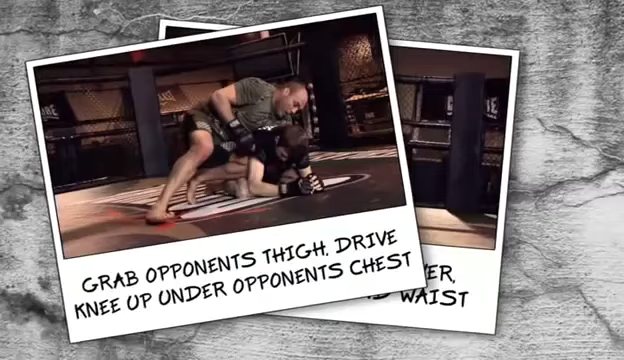 GRAB OPPONENTS THIGH, DRIVE
KNEE UP UNDER OPPONENTS CHEST
WAIST